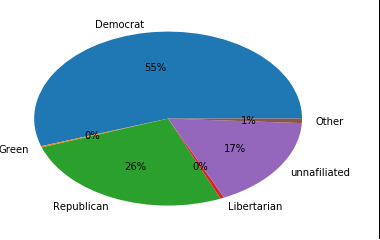 Democrat
55%
1%
Other
0%
Green
17%
26%
0%
unnafiliated
Republican
Libertarian